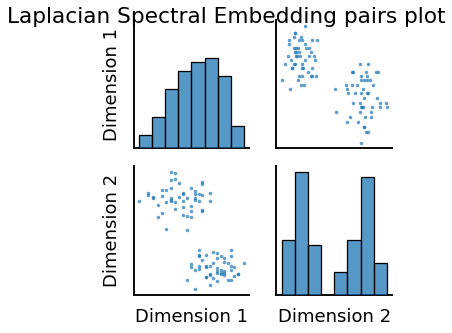 Laplacian Spectral Embedding pairs plot
Dimension 1
Dimension 2
Dimension 1
Dimension 2